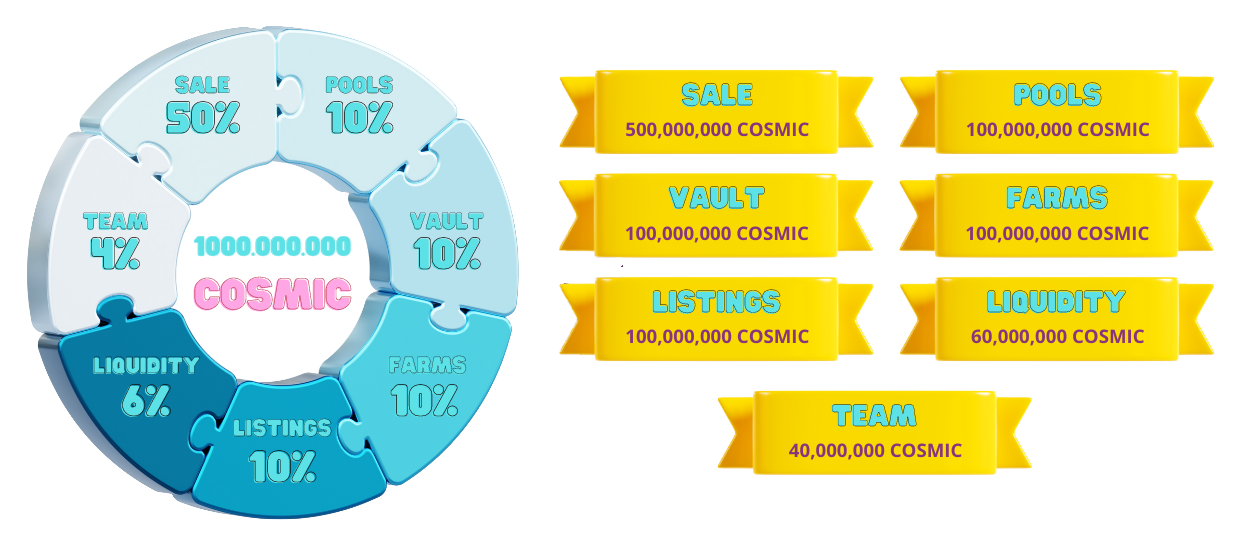 SALE
50%
POOLS
10%
TEAM
4%
VAULT
10%
1000.000.000
COSMIC
LIQUIDITY
6%
FARMS
10%
LISTINGS
10%
SALE
500,000,000 COSMIC
POOLS
100,000,000 COSMIC
VAULT
100,000,000 COSMIC
FARMS
100,000,000 COSMIC
LISTINGS
100,000,000 COSMIC
LIQUIDITY
60,000,000 COSMIC
TEAM
40,000,000 COSMIC